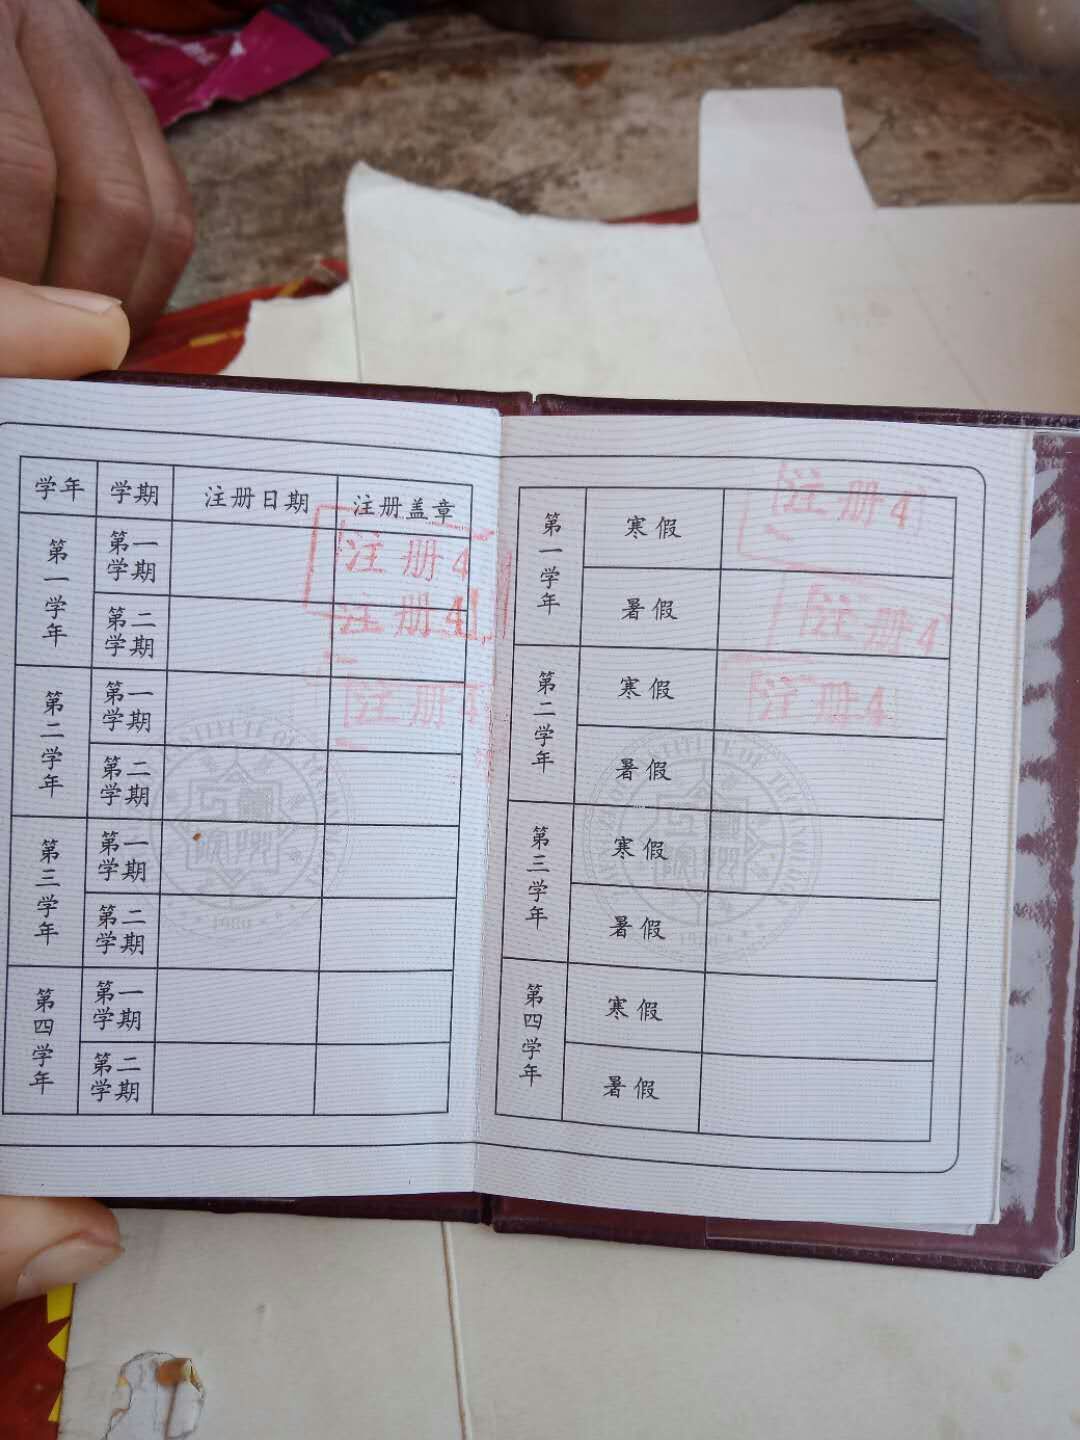 学年 学期 注册日期 注册盖章
第一学年 第一学期 注册4
第二学期 注册4
第二学年 第一学期 注册4
第二学期
第三学年 第一学期
第二学期
第四学年 第一学期
第二学期
第一学年 寒假 注册4
暑假 注册4
第二学年 寒假 注册4
暑假
第三学年 寒假
暑假
第四学年 寒假
暑假